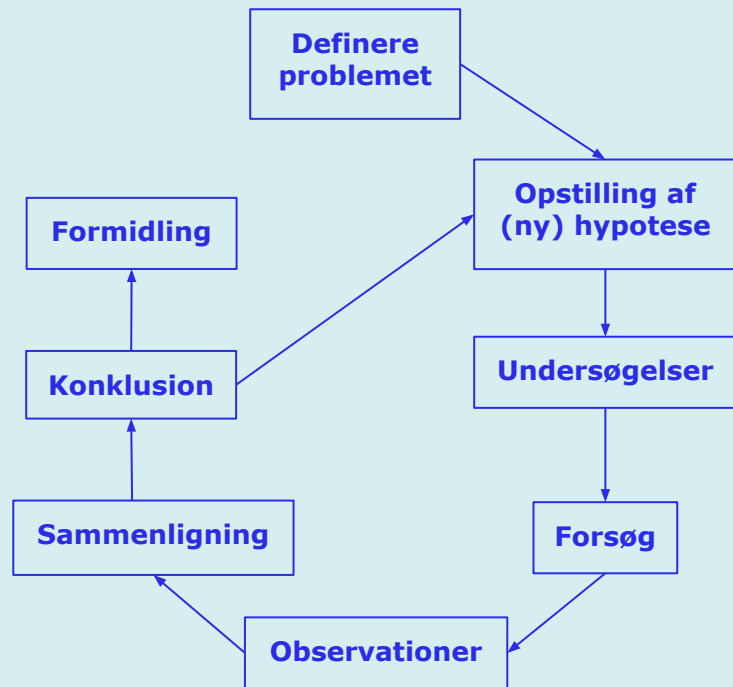 Definere
problemet
Opstilling af
(ny) hypotese
Formidling
Undersøgelser
Konklusion
Sammenligning
Forsøg
Observationer